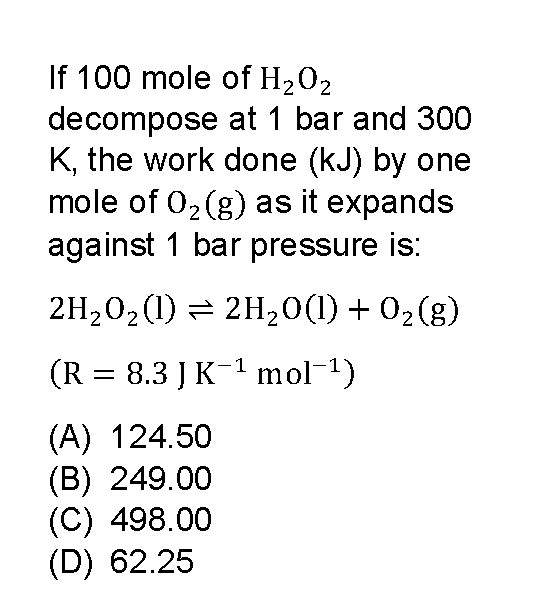 If 100 mole of H₂O₂
decompose at 1 bar and 300
K, the work done (kJ) by one
mole of O₂(g) as it expands
against 1 bar pressure is:
2H₂O₂(l) ⇌ 2H₂O(l) + O₂(g)
(R = 8.3 J K⁻¹ mol⁻¹)
(A) 124.50
(B) 249.00
(C) 498.00
(D) 62.25